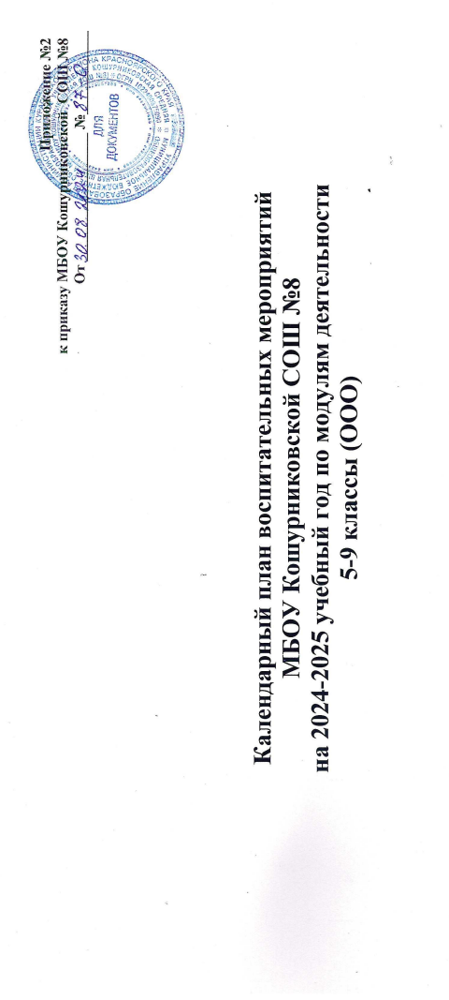 Приложение №2
к приказу МБОУ Кошурниковской СОШ №8
От 30.08.2024 № 87-О
ДЛЯ
ДОКУМЕНТОВ
Календарный план воспитательных мероприятий
МБОУ Кошурниковской СОШ №8
на 2024-2025 учебный год по модулям деятельности
5-9 классы (ООО)